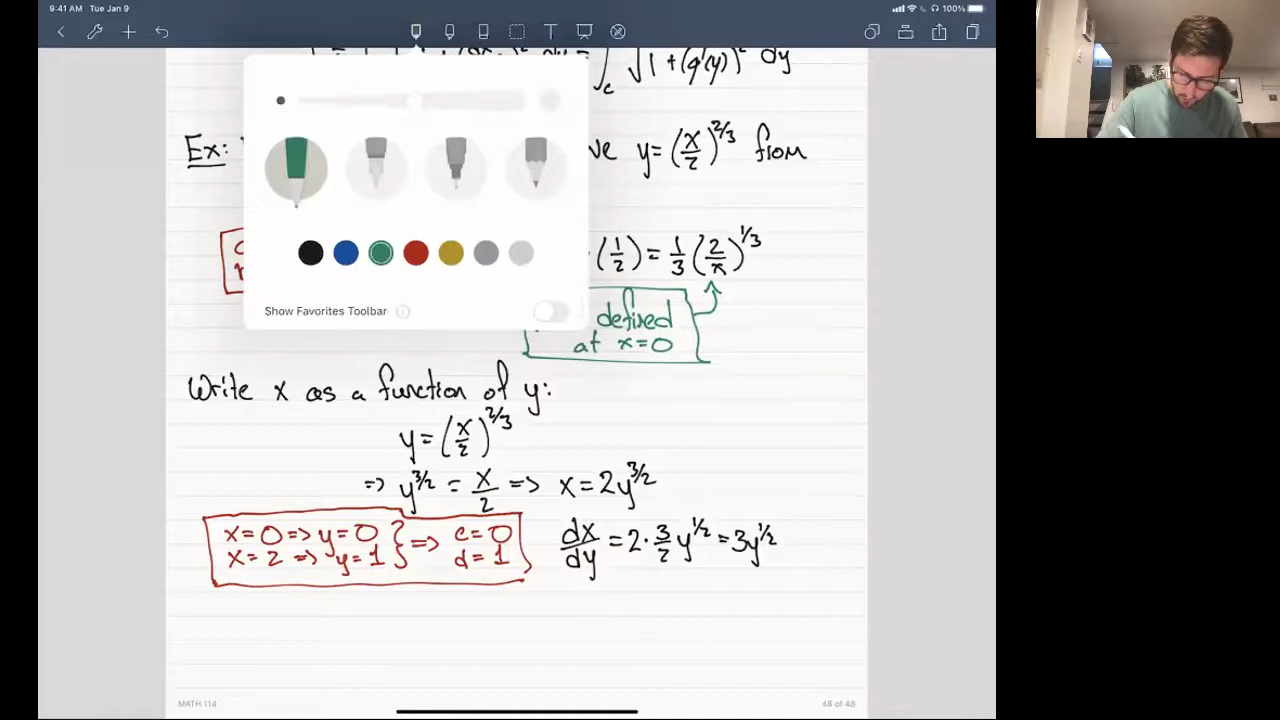 9:41 AM Tue Jan 9
100%
dy = ∫_c √1+(g'(y))² dy
Ex: y=(x/2)^2/3 from
·(1/2) = 1/3 (2/x)^1/3
Show Favorites Toolbar
defined
at x=0
Write x as a function of y:
y=(x/2)^2/3
=> y^3/2 = x/2 => x=2y^3/2
x=0 => y=0 } => c=0
x=2 => y=1 } d=1
dx/dy = 2·3/2 y^1/2 = 3y^1/2
MATH 114
48 of 48